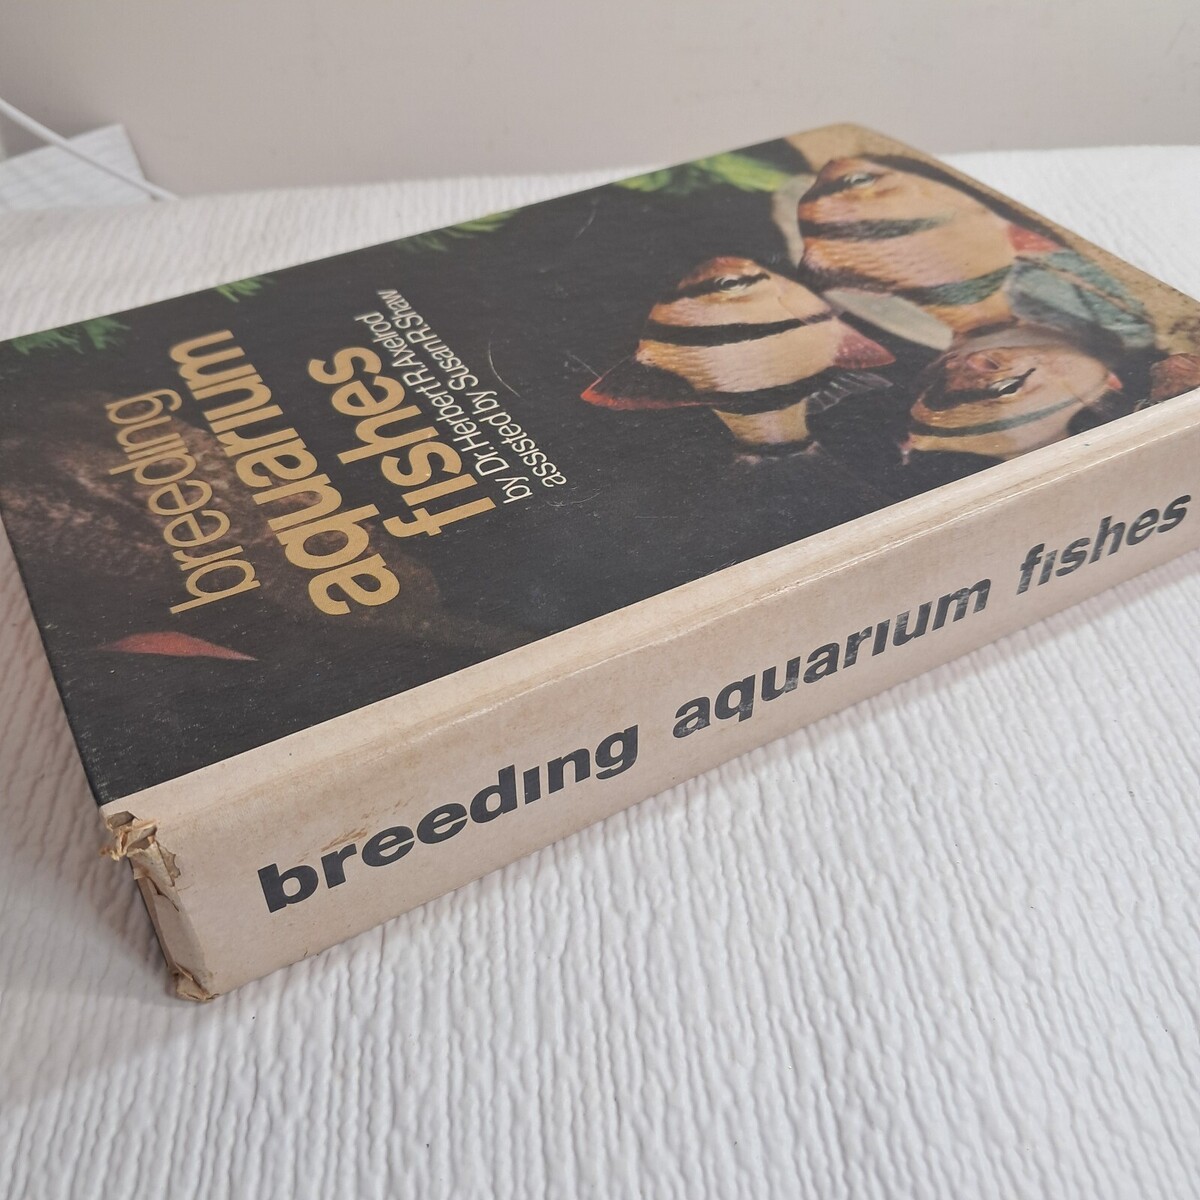 breeding
aquarium
fishes
by Dr. Herbert R. Axelrod
assisted by Susan R. Shaw
breeding aquarium fishes